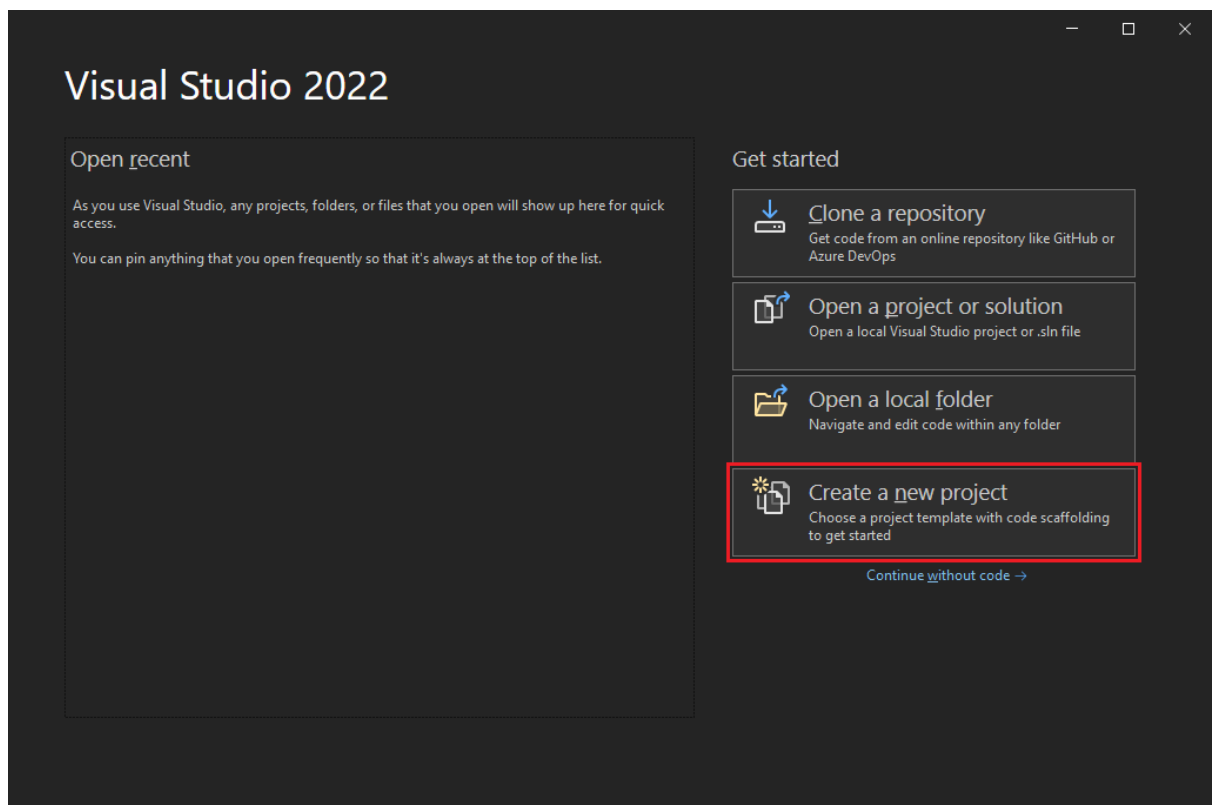 Visual Studio 2022
Open recent
As you use Visual Studio, any projects, folders, or files that you open will show up here for quick
access.
You can pin anything that you open frequently so that it's always at the top of the list.
Get started
Clone a repository
Get code from an online repository like GitHub or
Azure DevOps
Open a project or solution
Open a local Visual Studio project or .sln file
Open a local folder
Navigate and edit code within any folder
Create a new project
Choose a project template with code scaffolding
to get started
Continue without code →